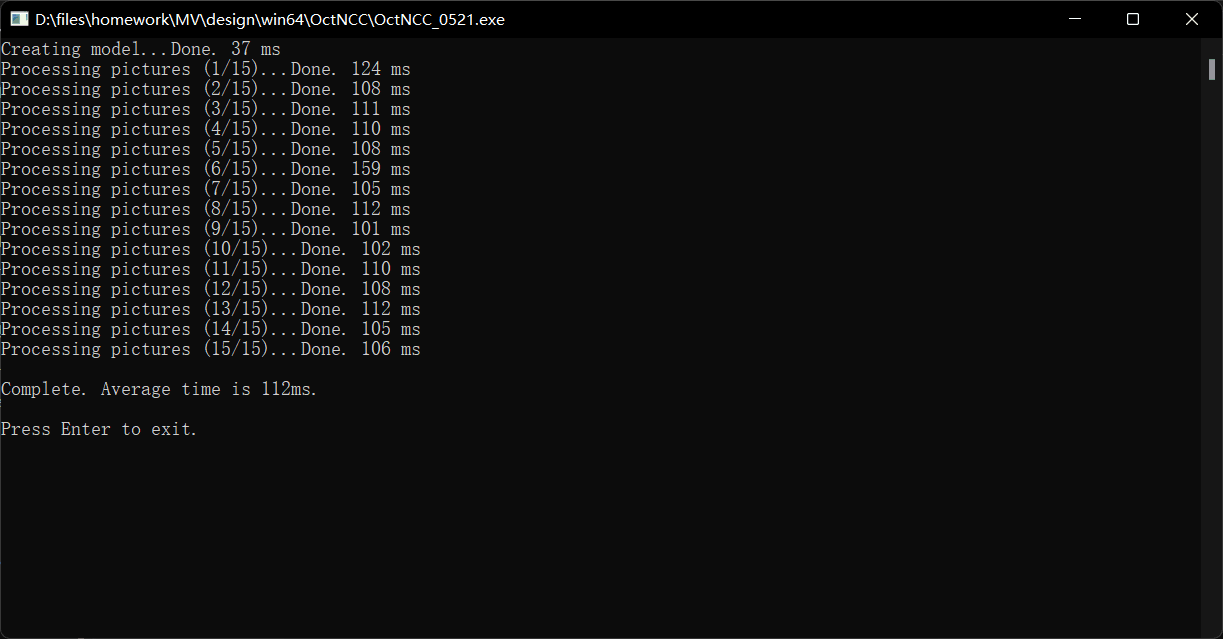 D:\files\homework\MV\design\win64\OctNCC\OctNCC_0521.exe
Creating model...Done. 37 ms
Processing pictures (1/15)...Done. 124 ms
Processing pictures (2/15)...Done. 108 ms
Processing pictures (3/15)...Done. 111 ms
Processing pictures (4/15)...Done. 110 ms
Processing pictures (5/15)...Done. 108 ms
Processing pictures (6/15)...Done. 159 ms
Processing pictures (7/15)...Done. 105 ms
Processing pictures (8/15)...Done. 112 ms
Processing pictures (9/15)...Done. 101 ms
Processing pictures (10/15)...Done. 102 ms
Processing pictures (11/15)...Done. 110 ms
Processing pictures (12/15)...Done. 108 ms
Processing pictures (13/15)...Done. 112 ms
Processing pictures (14/15)...Done. 105 ms
Processing pictures (15/15)...Done. 106 ms
Complete. Average time is 112ms.
Press Enter to exit.